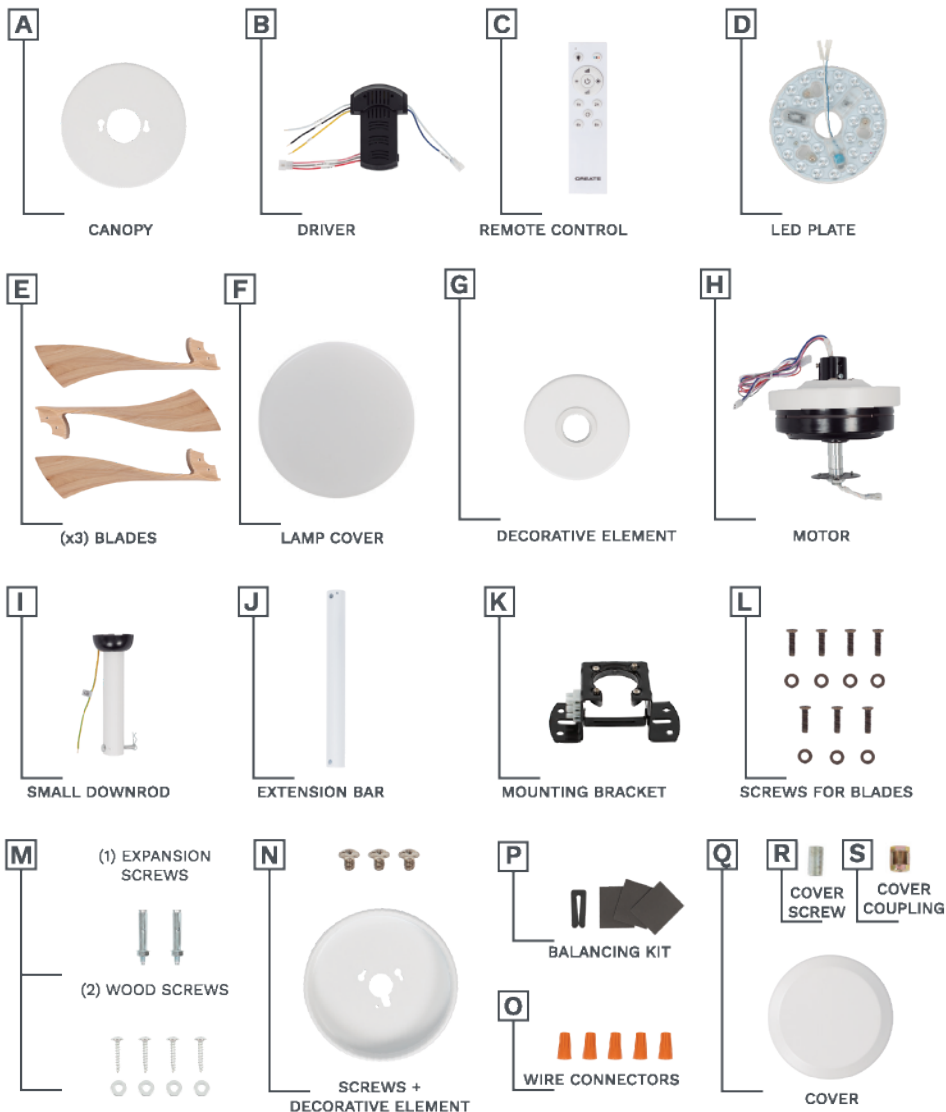 A
B
C
D
CREATE
CANOPY
DRIVER
REMOTE CONTROL
LED PLATE
E
F
G
H
(x3) BLADES
LAMP COVER
DECORATIVE ELEMENT
MOTOR
I
J
K
L
SMALL DOWNROD
EXTENSION BAR
MOUNTING BRACKET
SCREWS FOR BLADES
M
(1) EXPANSION
SCREWS
(2) WOOD SCREWS
N
SCREWS +
DECORATIVE ELEMENT
P
BALANCING KIT
O
WIRE CONNECTORS
Q
R
COVER
SCREW
S
COVER
COUPLING
COVER